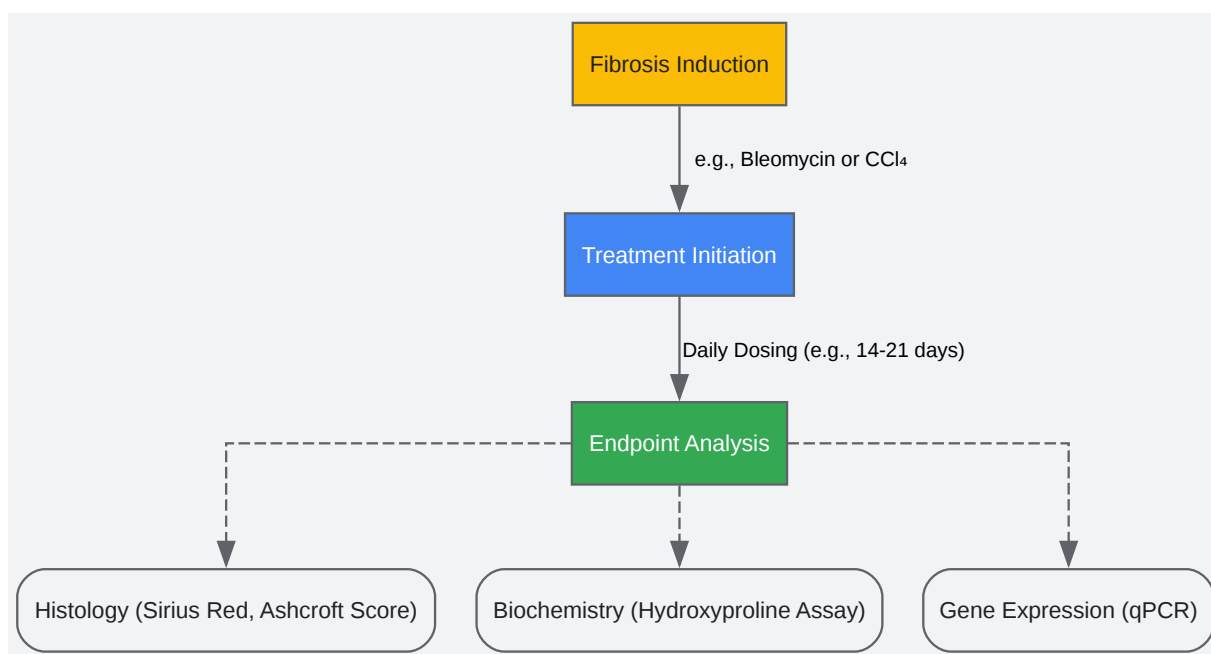 Fibrosis Induction
e.g., Bleomycin or CCl₄
Treatment Initiation
Daily Dosing (e.g., 14-21 days)
Endpoint Analysis
Histology (Sirius Red, Ashcroft Score)
Biochemistry (Hydroxyproline Assay)
Gene Expression (qPCR)